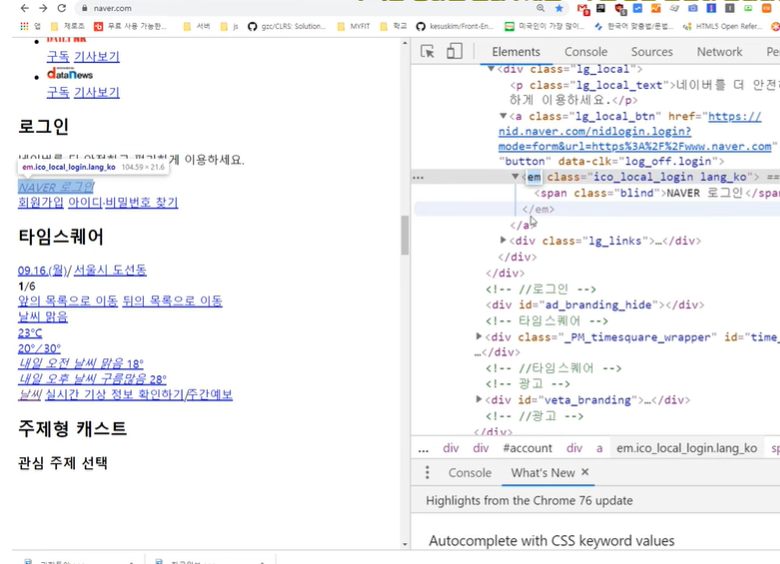 naver.com
앱 제로초 무료 사용 가능한... 서버 js gzc/CLRS: Solution... MYFIT 학교 kesuskim/Front-En... 미국인이 가장 많이... 한국어 맞춤법/문법... HTML5 Open Refer...
구독 기사보기
dataNews
구독 기사보기
로그인
네이버를 더 안전하고 편리하게 이용하세요.
em.ico_local_login.lang_ko 104.59 × 21.6
NAVER 로그인
회원가입 아이디·비밀번호 찾기
타임스퀘어
09.16.(월)/ 서울시 도선동
1/6
앞의 목록으로 이동 뒤의 목록으로 이동
날씨 맑음
23℃
20°/30°
내일 오전 날씨 맑음 18°
내일 오후 날씨 구름많음 28°
날씨 실시간 기상 정보 확인하기/주간예보
주제형 캐스트
관심 주제 선택
Elements Console Sources Network
<div class="lg_local">
<p class="lg_local_text">네이버를 더 안전하
하게 이용하세요.</p>
<a class="lg_local_btn" href="https://
nid.naver.com/nidlogin.login?
mode=form&url=https%3A%2F%2Fwww.naver.com"
"button" data-clk="log_off.login">
<em class="ico_local_login lang_ko"> ==
<span class="blind">NAVER 로그인</span
</em>
</a>
<div class="lg_links">…</div>
</div>
</div>
<!-- //로그인 -->
<div id="ad_branding_hide"></div>
<!-- 타임스퀘어 -->
<div class="_PM_timesquare_wrapper" id="time_
…</div>
<!-- //타임스퀘어 -->
<!-- 광고 -->
<div id="veta_branding">…</div>
<!-- //광고 -->
</div>
... div div #account div a em.ico_local_login.lang_ko
Console What's New ×
Highlights from the Chrome 76 update
Autocomplete with CSS keyword values